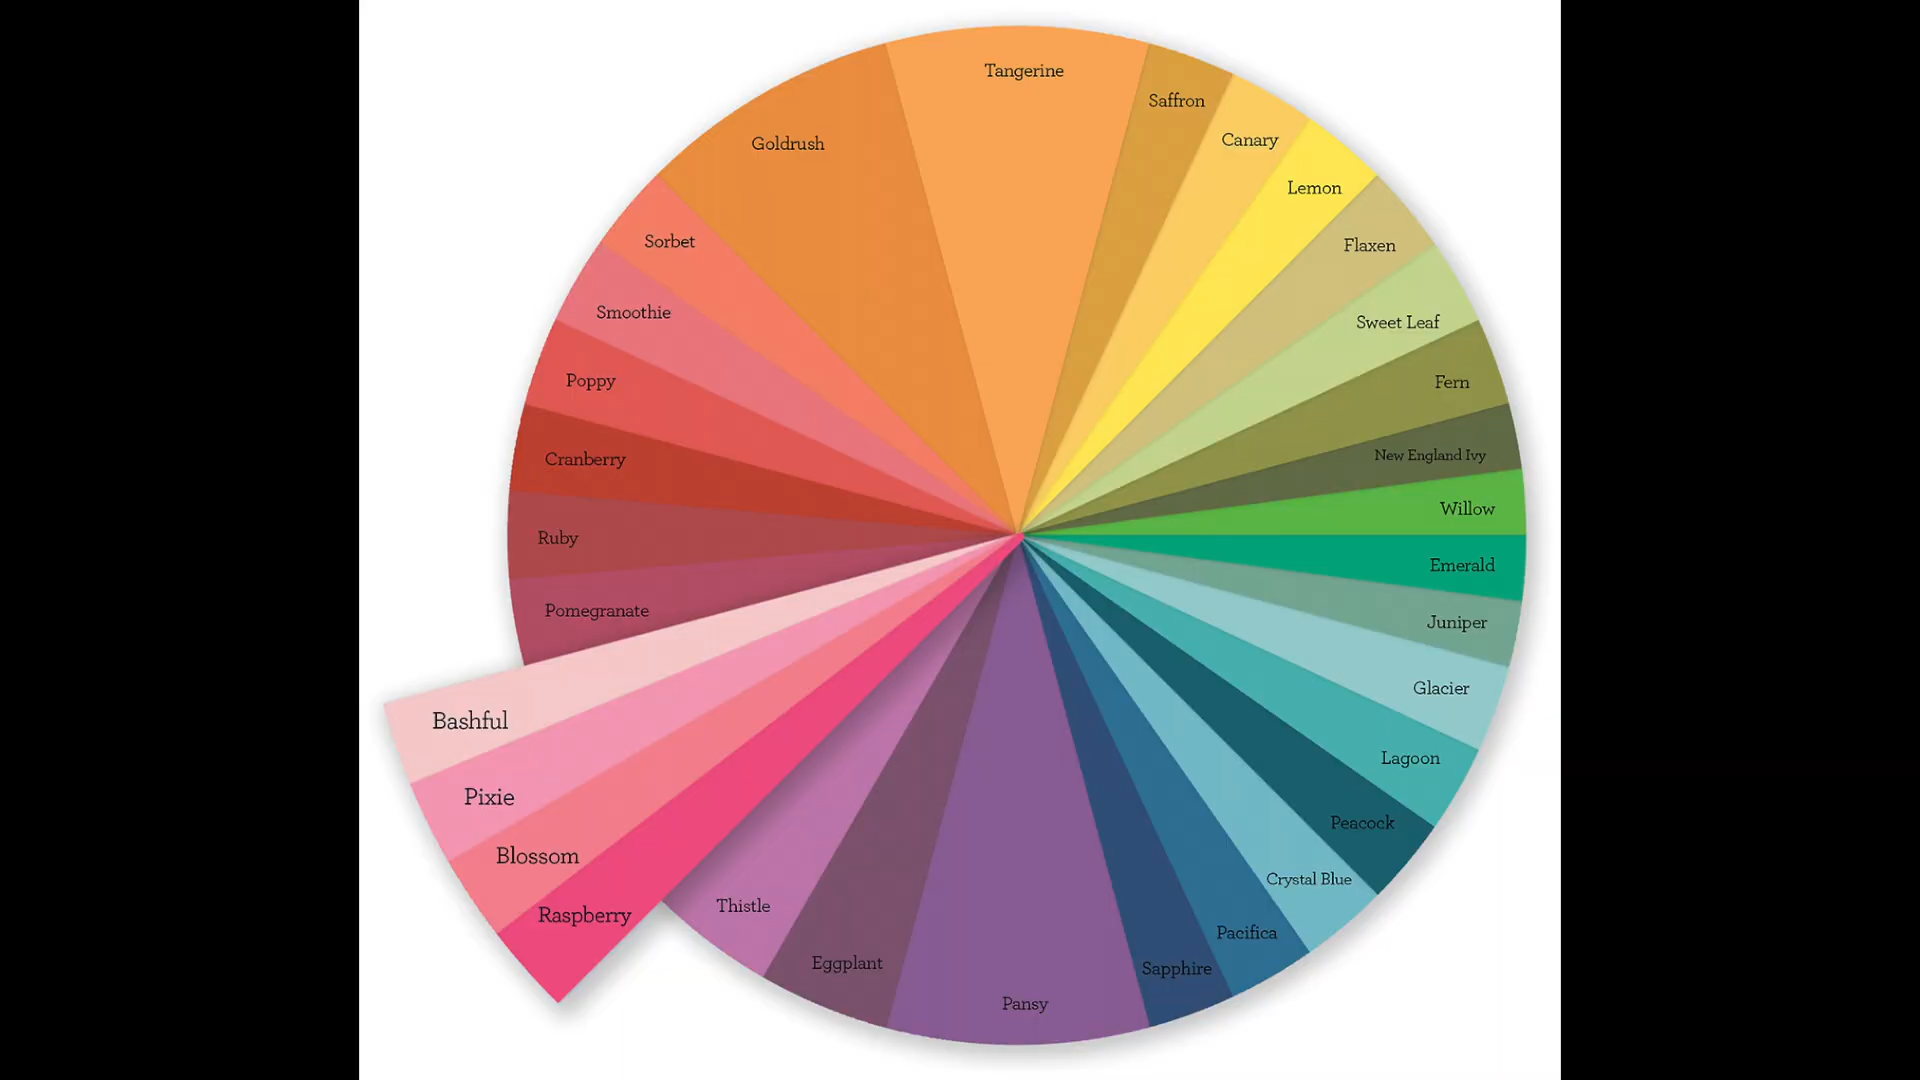 Tangerine
Saffron
Canary
Lemon
Flaxen
Sweet Leaf
Fern
New England Ivy
Willow
Emerald
Juniper
Glacier
Lagoon
Peacock
Crystal Blue
Pacifica
Sapphire
Pansy
Eggplant
Thistle
Raspberry
Blossom
Pixie
Bashful
Pomegranate
Ruby
Cranberry
Poppy
Smoothie
Sorbet
Goldrush